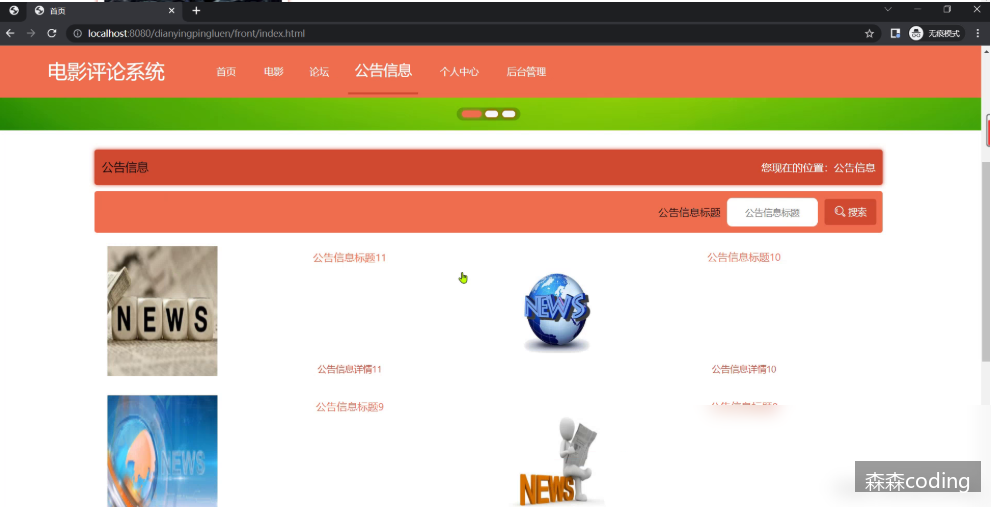 首页
localhost:8080/dianyingpingluen/front/index.html
无痕模式
电影评论系统 首页 电影 论坛 公告信息 个人中心 后台管理
公告信息 您现在的位置：公告信息
公告信息标题 公告信息标题 搜索
公告信息标题11 公告信息标题10
NEWS NEWS
公告信息详情11 公告信息详情10
公告信息标题9
NEWS
NEWS
森森coding